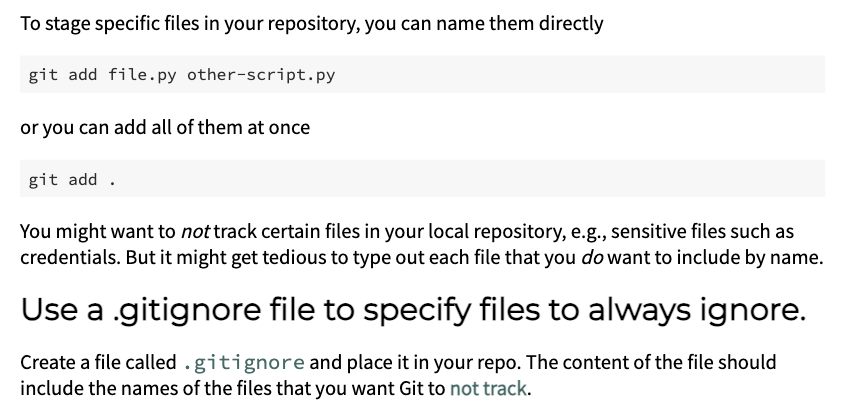 To stage specific files in your repository, you can name them directly
git add file.py other-script.py
or you can add all of them at once
git add .
You might want to not track certain files in your local repository, e.g., sensitive files such as
credentials. But it might get tedious to type out each file that you do want to include by name.
Use a .gitignore file to specify files to always ignore.
Create a file called .gitignore and place it in your repo. The content of the file should
include the names of the files that you want Git to not track.